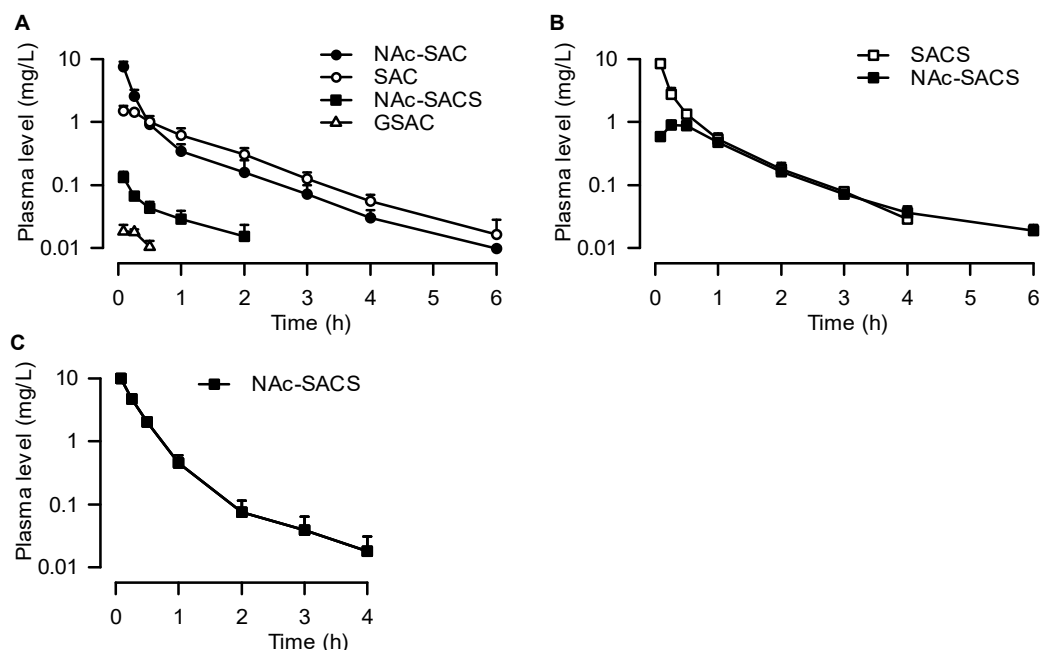 A
Plasma level (mg/L)
10
1
0.1
0.01
0 1 2 3 4 5 6
Time (h)
NAc-SAC
SAC
NAc-SACS
GSAC
B
Plasma level (mg/L)
10
1
0.1
0.01
0 1 2 3 4 5 6
Time (h)
SACS
NAc-SACS
C
Plasma level (mg/L)
10
1
0.1
0.01
0 1 2 3 4
Time (h)
NAc-SACS